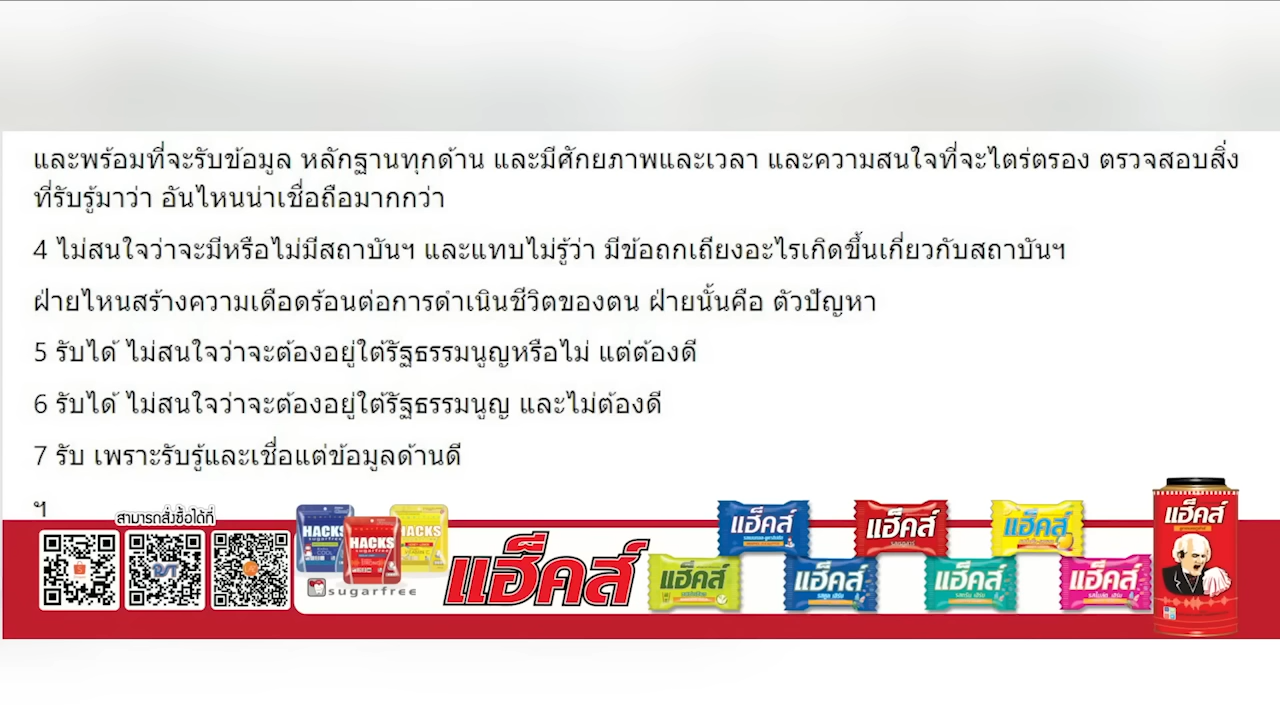 และพร้อมที่จะรับข้อมูล หลักฐานทุกด้าน และมีศักยภาพและเวลา และความสนใจที่จะไตร่ตรอง ตรวจสอบสิ่ง
ที่รับรู้มาว่า อันไหนน่าเชื่อถือมากกว่า
4 ไม่สนใจว่าจะมีหรือไม่มีสถาบันฯ และแทบไม่รู้ว่า มีข้อถกเถียงอะไรเกิดขึ้นเกี่ยวกับสถาบันฯ
ฝ่ายไหนสร้างความเดือดร้อนต่อการดำเนินชีวิตของตน ฝ่ายนั้นคือ ตัวปัญหา
5 รับได้ ไม่สนใจว่าจะต้องอยู่ใต้รัฐธรรมนูญหรือไม่ แต่ต้องดี
6 รับได้ ไม่สนใจว่าจะต้องอยู่ใต้รัฐธรรมนูญ และไม่ต้องดี
7 รับ เพราะรับรู้และเชื่อแต่ข้อมูลด้านดี
ฯ
สามารถสั่งซื้อได้ที่
HACKS HACKS HACKS
sugarfree
sugarfree
แฮ็คส์
แฮ็คส์ แฮ็คส์ แฮ็คส์
แฮ็คส์ แฮ็คส์ แฮ็คส์ แฮ็คส์
แฮ็คส์